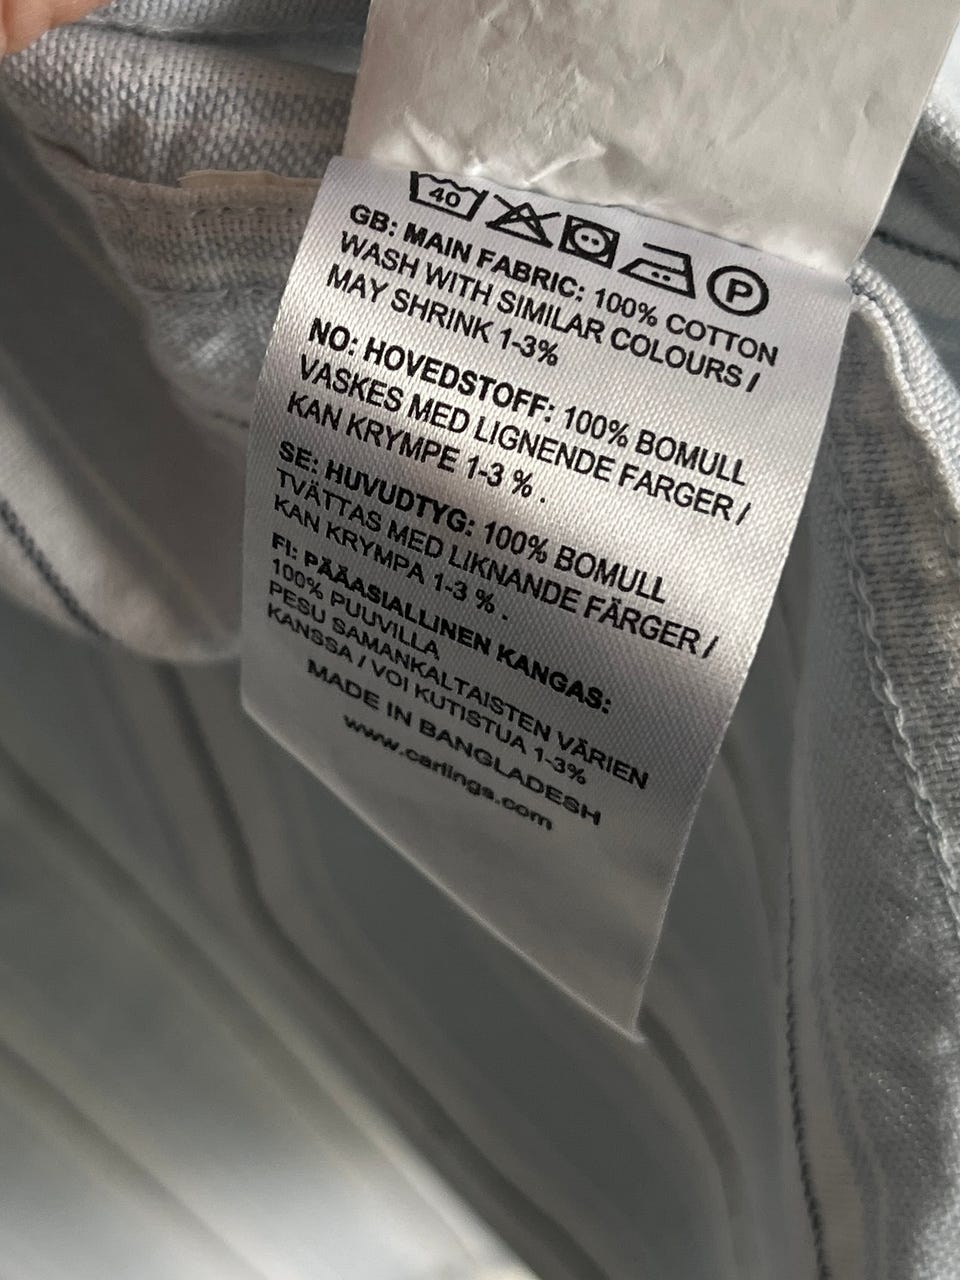 40 P
GB: MAIN FABRIC: 100% COTTON
WASH WITH SIMILAR COLOURS /
MAY SHRINK 1-3%
NO: HOVEDSTOFF: 100% BOMULL
VASKES MED LIGNENDE FARGER /
KAN KRYMPE 1-3 % .
SE: HUVUDTYG: 100% BOMULL
TVÄTTAS MED LIKNANDE FÄRGER /
KAN KRYMPA 1-3 % .
FI: PÄÄASIALLINEN KANGAS:
100% PUUVILLA
PESU SAMANKALTAISTEN VÄRIEN
KANSSA / VOI KUTISTUA 1-3%
MADE IN BANGLADESH
www.carlings.com